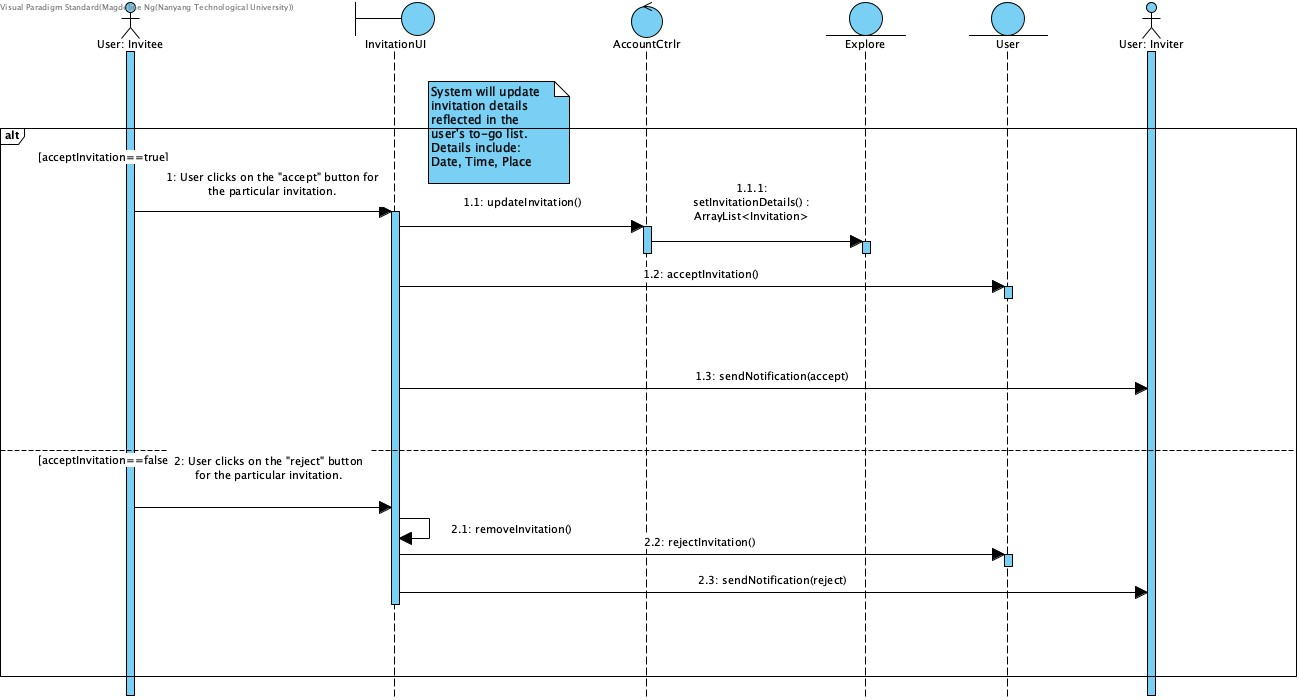 Visual Paradigm Standard(Magdeline Ng(Nanyang Technological University))
User: Invitee
InvitationUI
AccountCtrlr
Explore
User
User: Inviter
System will update
invitation details
reflected in the
user's to-go list.
Details include:
Date, Time, Place
alt
[acceptInvitation==true]
1: User clicks on the "accept" button for
the particular invitation.
1.1: updateInvitation()
1.1.1:
setInvitationDetails() :
ArrayList<Invitation>
1.2: acceptInvitation()
1.3: sendNotification(accept)
[acceptInvitation==false
2: User clicks on the "reject" button
for the particular invitation.
2.1: removeInvitation()
2.2: rejectInvitation()
2.3: sendNotification(reject)